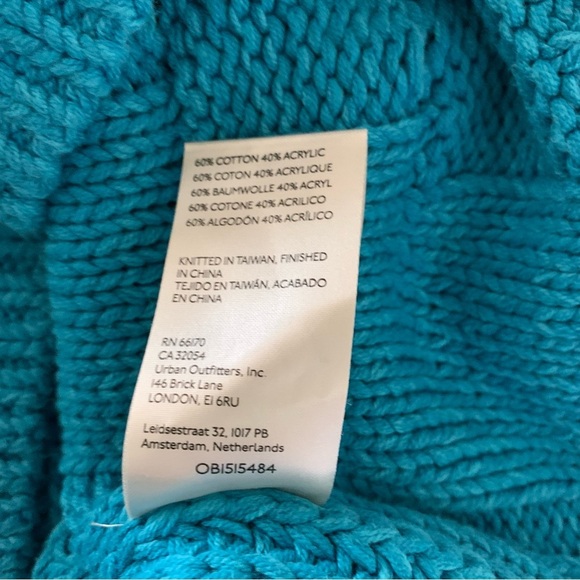 60% COTTON 40% ACRYLIC
60% COTON 40% ACRYLIQUE
60% BAUMWOLLE 40% ACRYL
60% COTONE 40% ACRILICO
60% ALGODÓN 40% ACRÍLICO
KNITTED IN TAIWAN, FINISHED
IN CHINA
TEJIDO EN TAIWÁN, ACABADO
EN CHINA
RN 66170
CA 32054
Urban Outfitters, Inc.
146 Brick Lane
LONDON, E1 6RU
Leidsestraat 32, 1017 PB
Amsterdam, Netherlands
OB1515484